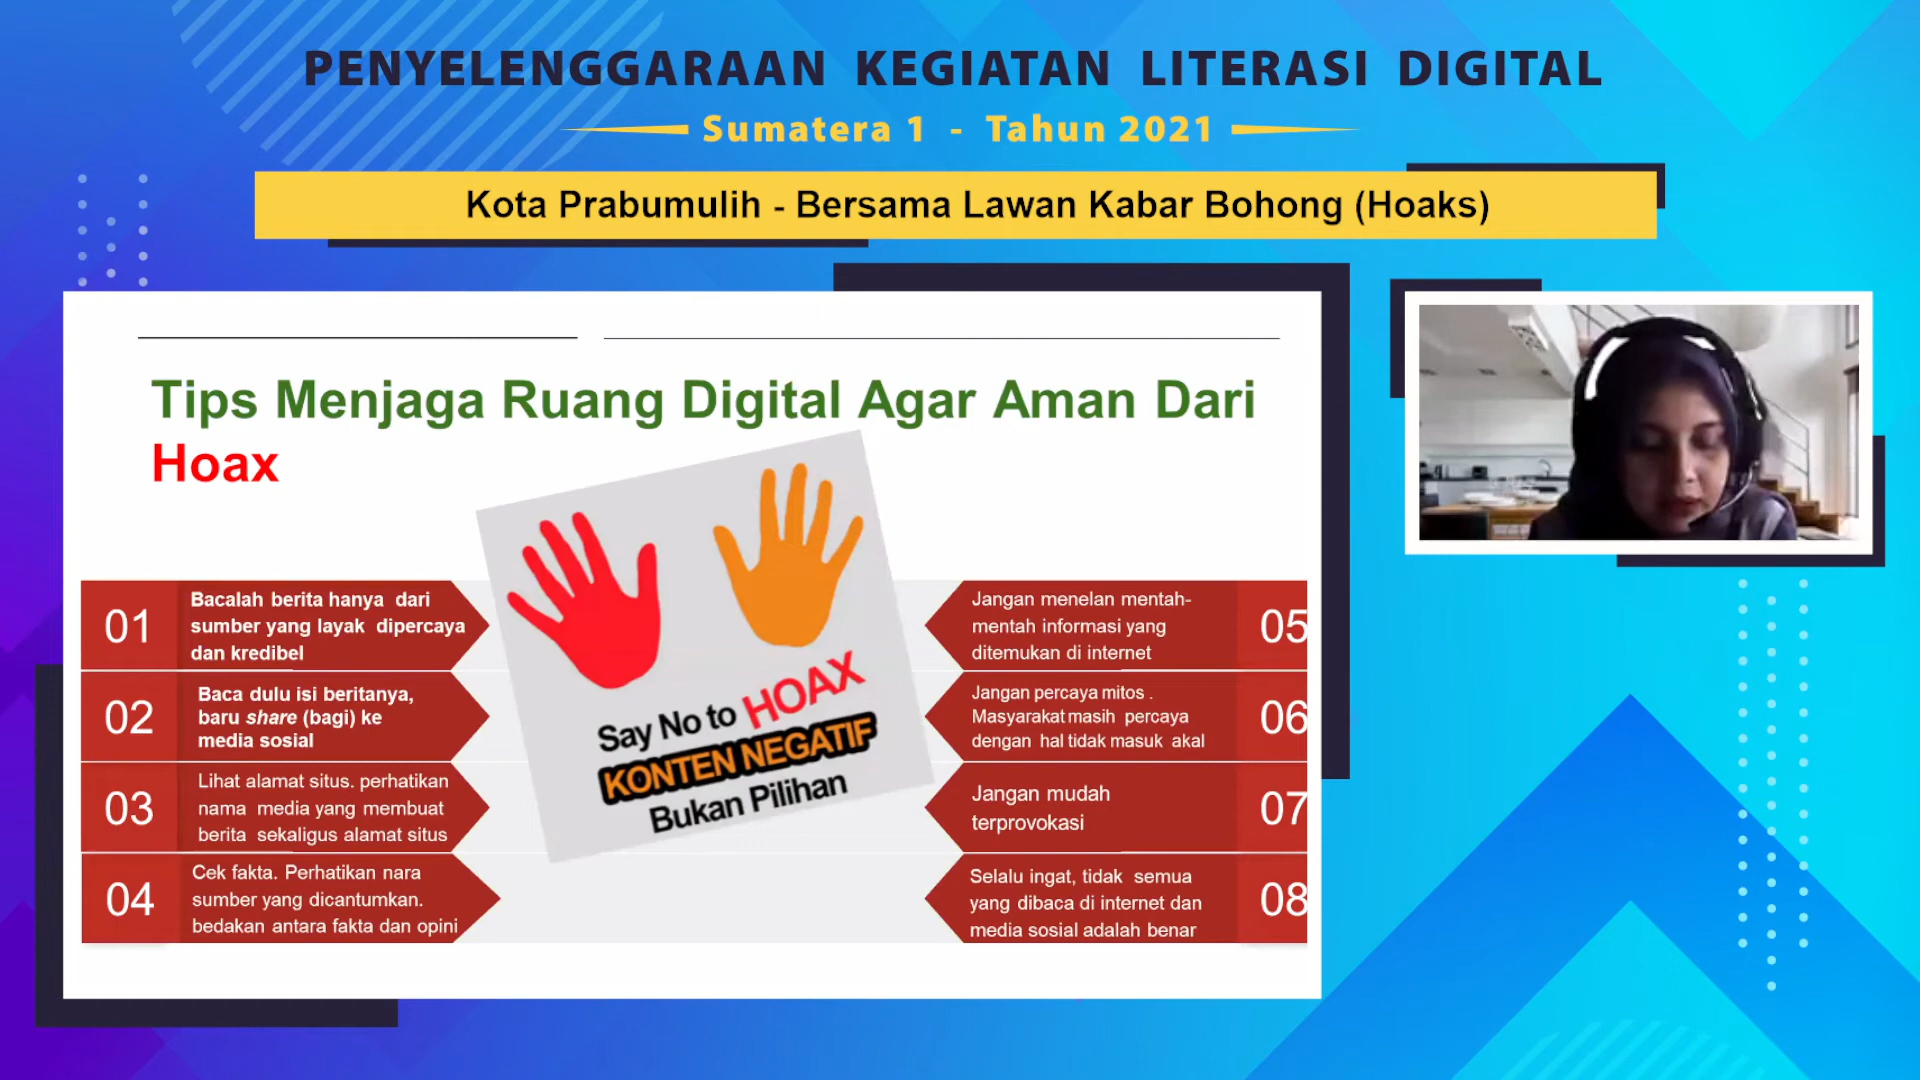 PENYELENGGARAAN KEGIATAN LITERASI DIGITAL
Sumatera 1 - Tahun 2021
Kota Prabumulih - Bersama Lawan Kabar Bohong (Hoaks)
Tips Menjaga Ruang Digital Agar Aman Dari
Hoax
01
Bacalah berita hanya dari
sumber yang layak dipercaya
dan kredibel
02
Baca dulu isi beritanya,
baru share (bagi) ke
media sosial
03
Lihat alamat situs. perhatikan
nama media yang membuat
berita sekaligus alamat situs
04
Cek fakta. Perhatikan nara
sumber yang dicantumkan.
bedakan antara fakta dan opini
Say No to HOAX
KONTEN NEGATIF
Bukan Pilihan
Jangan menelan mentah-
mentah informasi yang
ditemukan di internet
05
Jangan percaya mitos .
Masyarakat masih percaya
dengan hal tidak masuk akal
06
Jangan mudah
terprovokasi
07
Selalu ingat, tidak semua
yang dibaca di internet dan
media sosial adalah benar
08